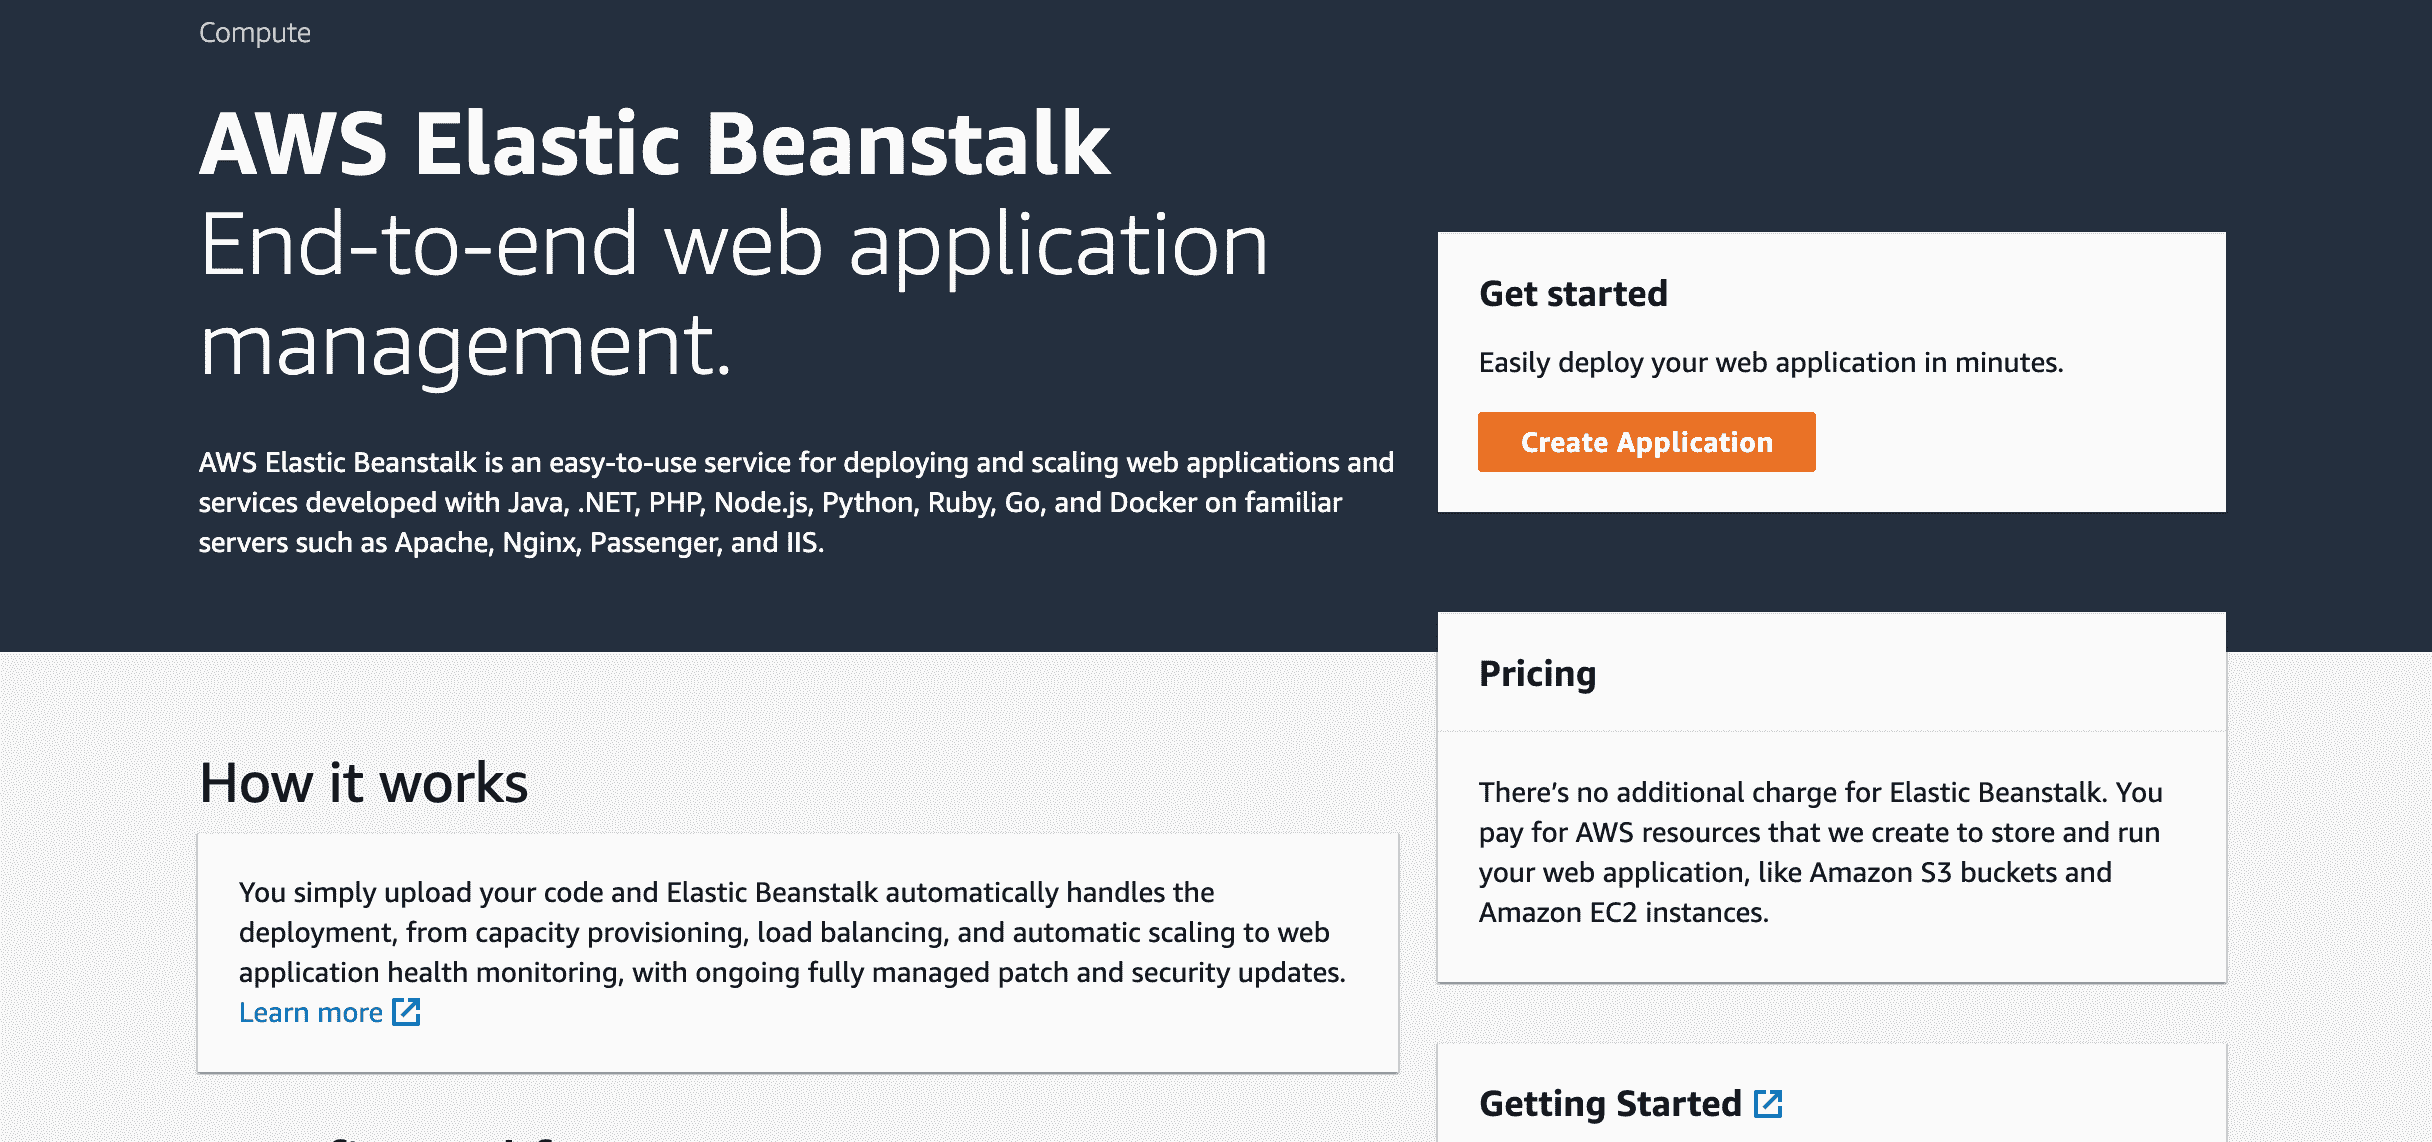 Compute
AWS Elastic Beanstalk
End-to-end web application
management.
AWS Elastic Beanstalk is an easy-to-use service for deploying and scaling web applications and
services developed with Java, .NET, PHP, Node.js, Python, Ruby, Go, and Docker on familiar
servers such as Apache, Nginx, Passenger, and IIS.
Get started
Easily deploy your web application in minutes.
Create Application
Pricing
There’s no additional charge for Elastic Beanstalk. You
pay for AWS resources that we create to store and run
your web application, like Amazon S3 buckets and
Amazon EC2 instances.
How it works
You simply upload your code and Elastic Beanstalk automatically handles the
deployment, from capacity provisioning, load balancing, and automatic scaling to web
application health monitoring, with ongoing fully managed patch and security updates.
Learn more
Getting Started